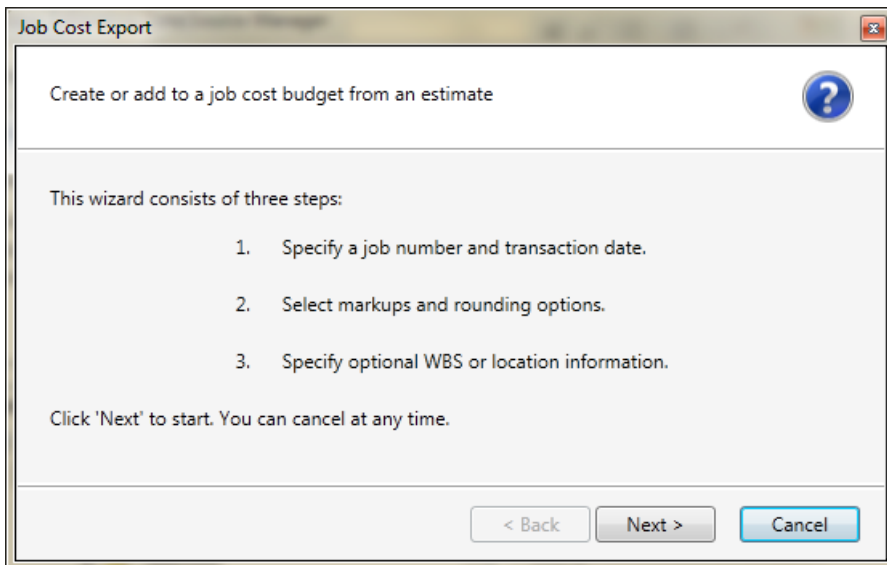 Job Cost Export
Create or add to a job cost budget from an estimate
This wizard consists of three steps:
1. Specify a job number and transaction date.
2. Select markups and rounding options.
3. Specify optional WBS or location information.
Click 'Next' to start. You can cancel at any time.
< Back
Next >
Cancel